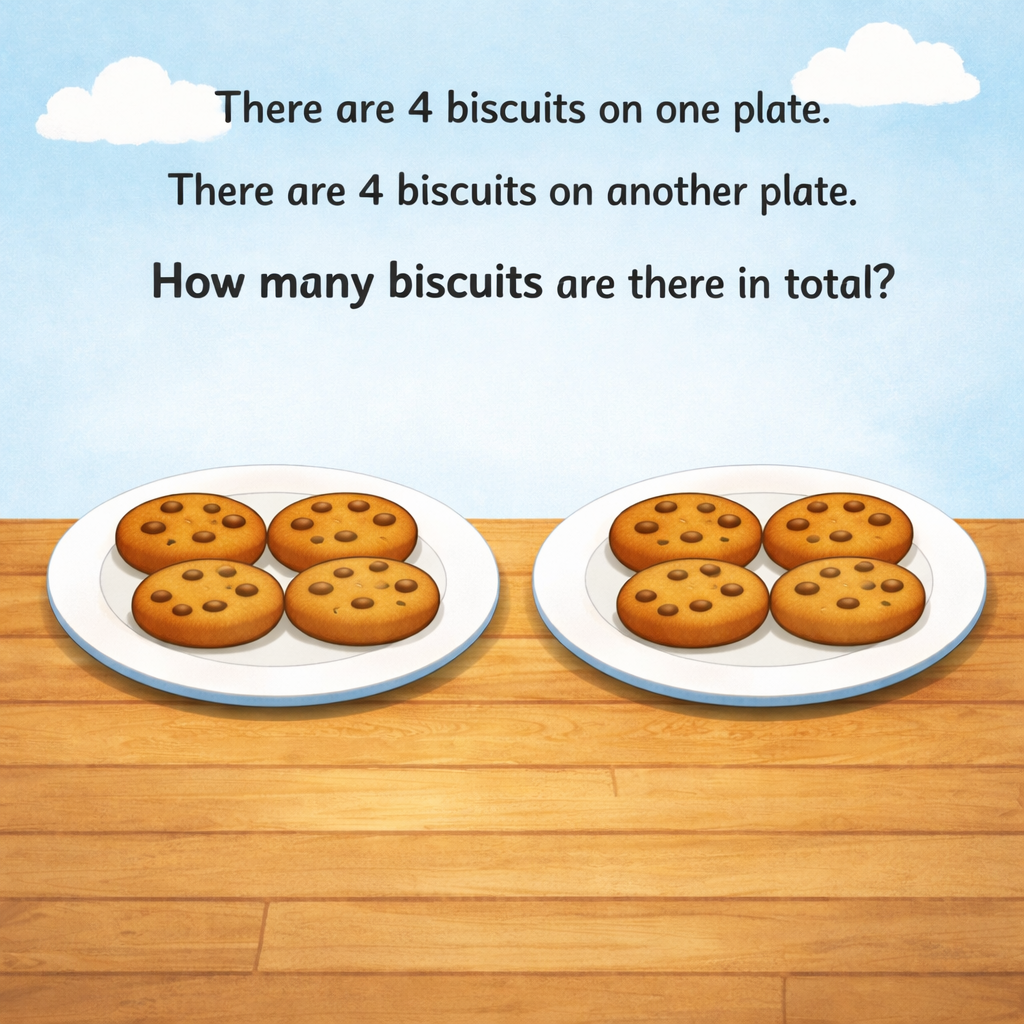 There are 4 biscuits on one plate.
There are 4 biscuits on another plate.
How many biscuits are there in total?